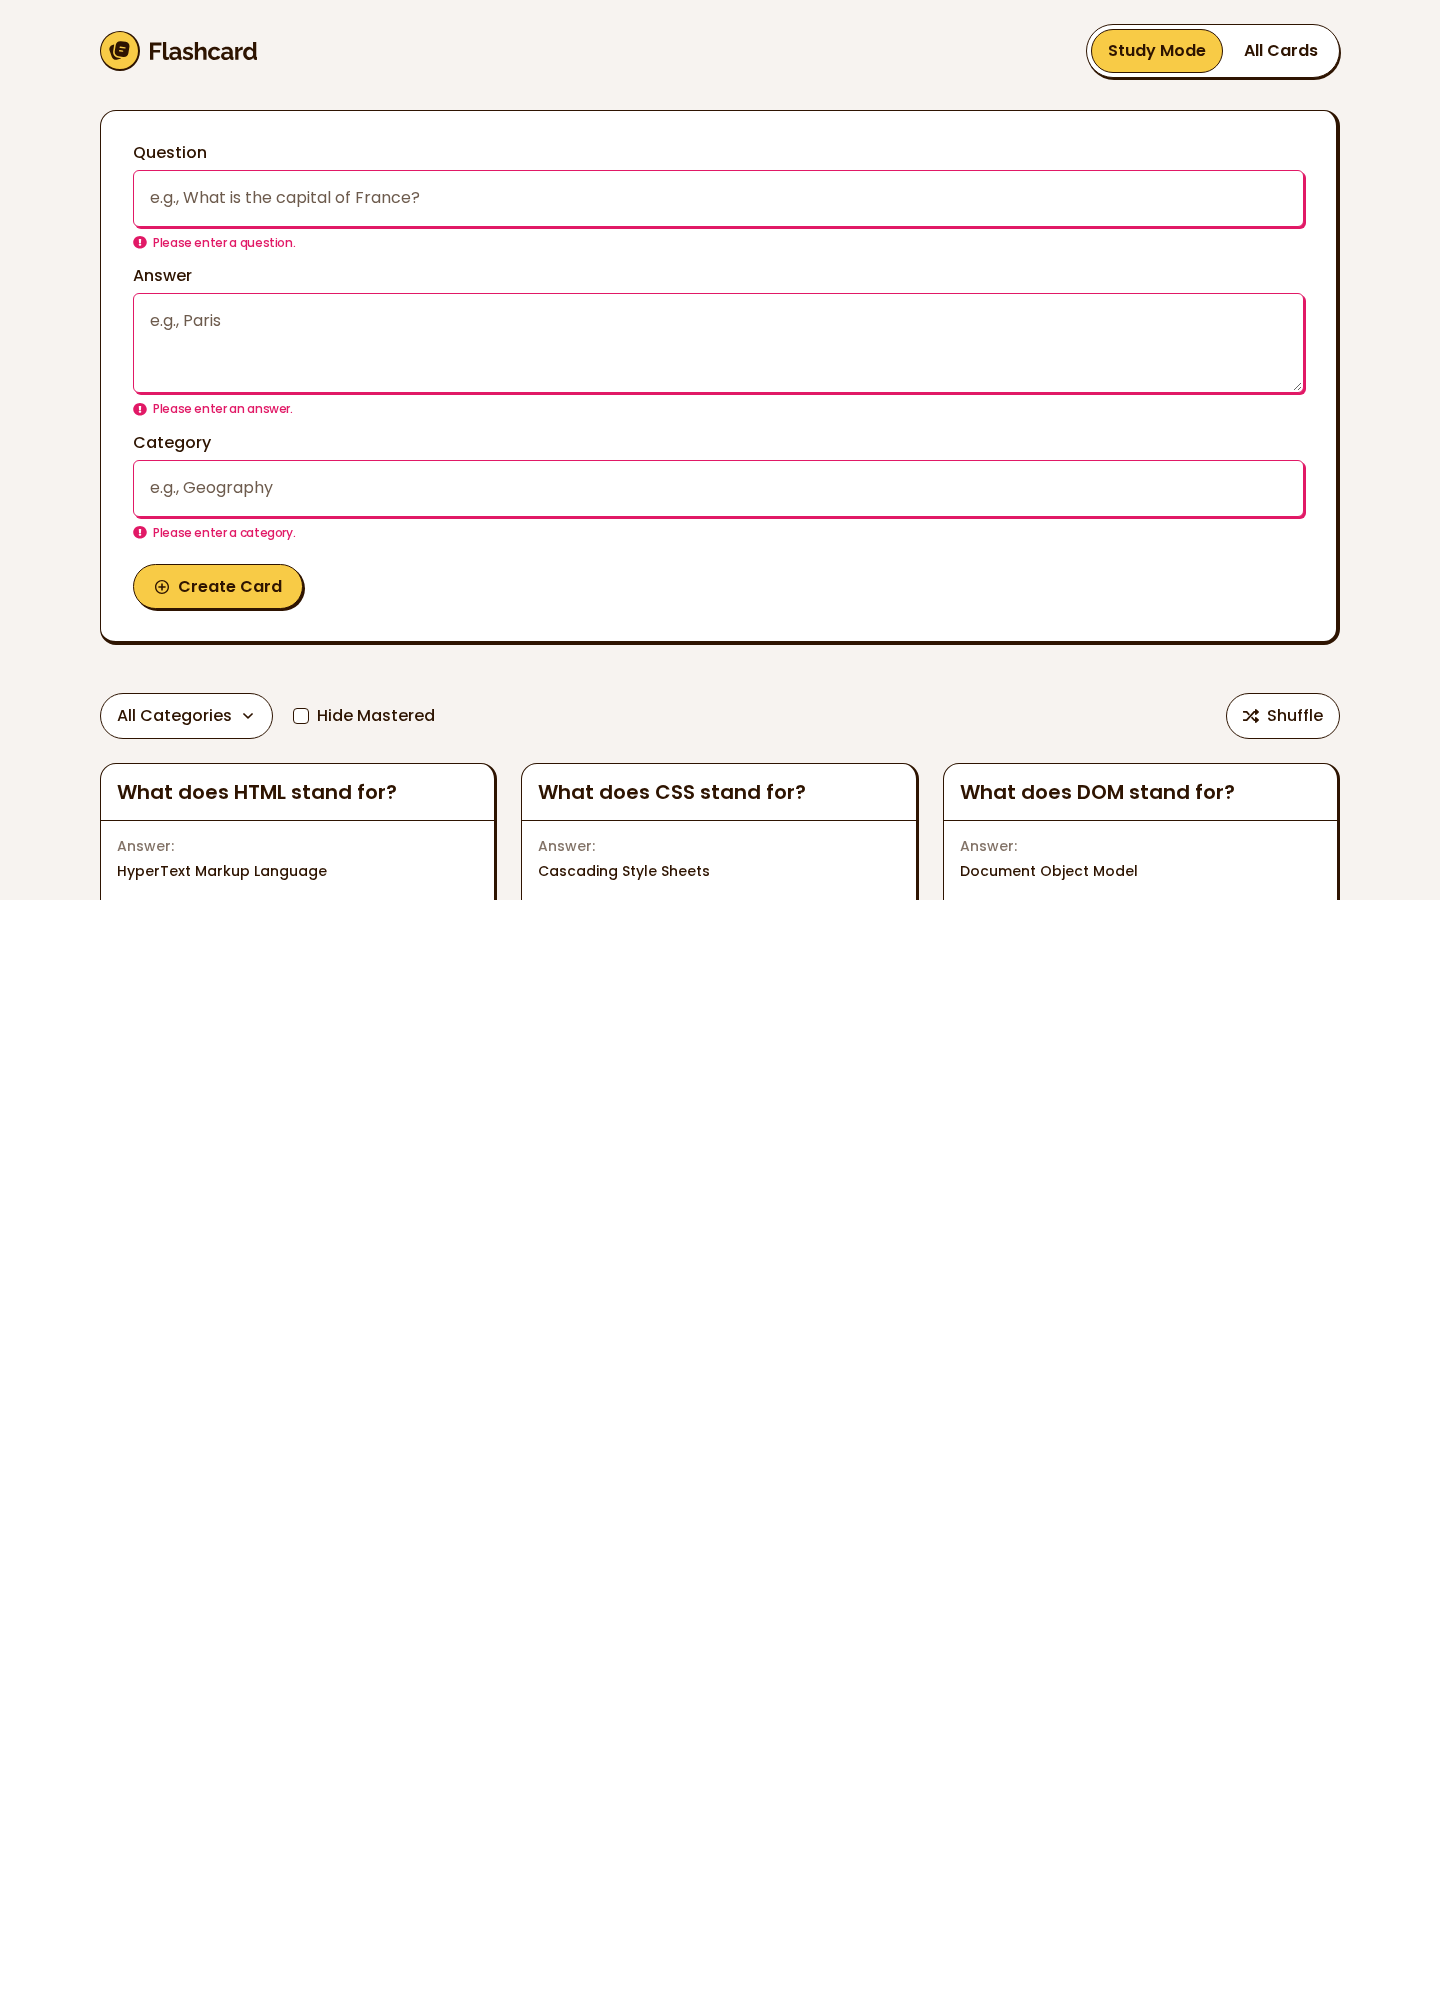 Flashcard
Study Mode
All Cards
Question
e.g., What is the capital of France?
Please enter a question.
Answer
e.g., Paris
Please enter an answer.
Category
e.g., Geography
Please enter a category.
Create Card
All Categories
Hide Mastered
Shuffle
What does HTML stand for?
Answer:
HyperText Markup Language
What does CSS stand for?
Answer:
Cascading Style Sheets
What does DOM stand for?
Answer:
Document Object Model